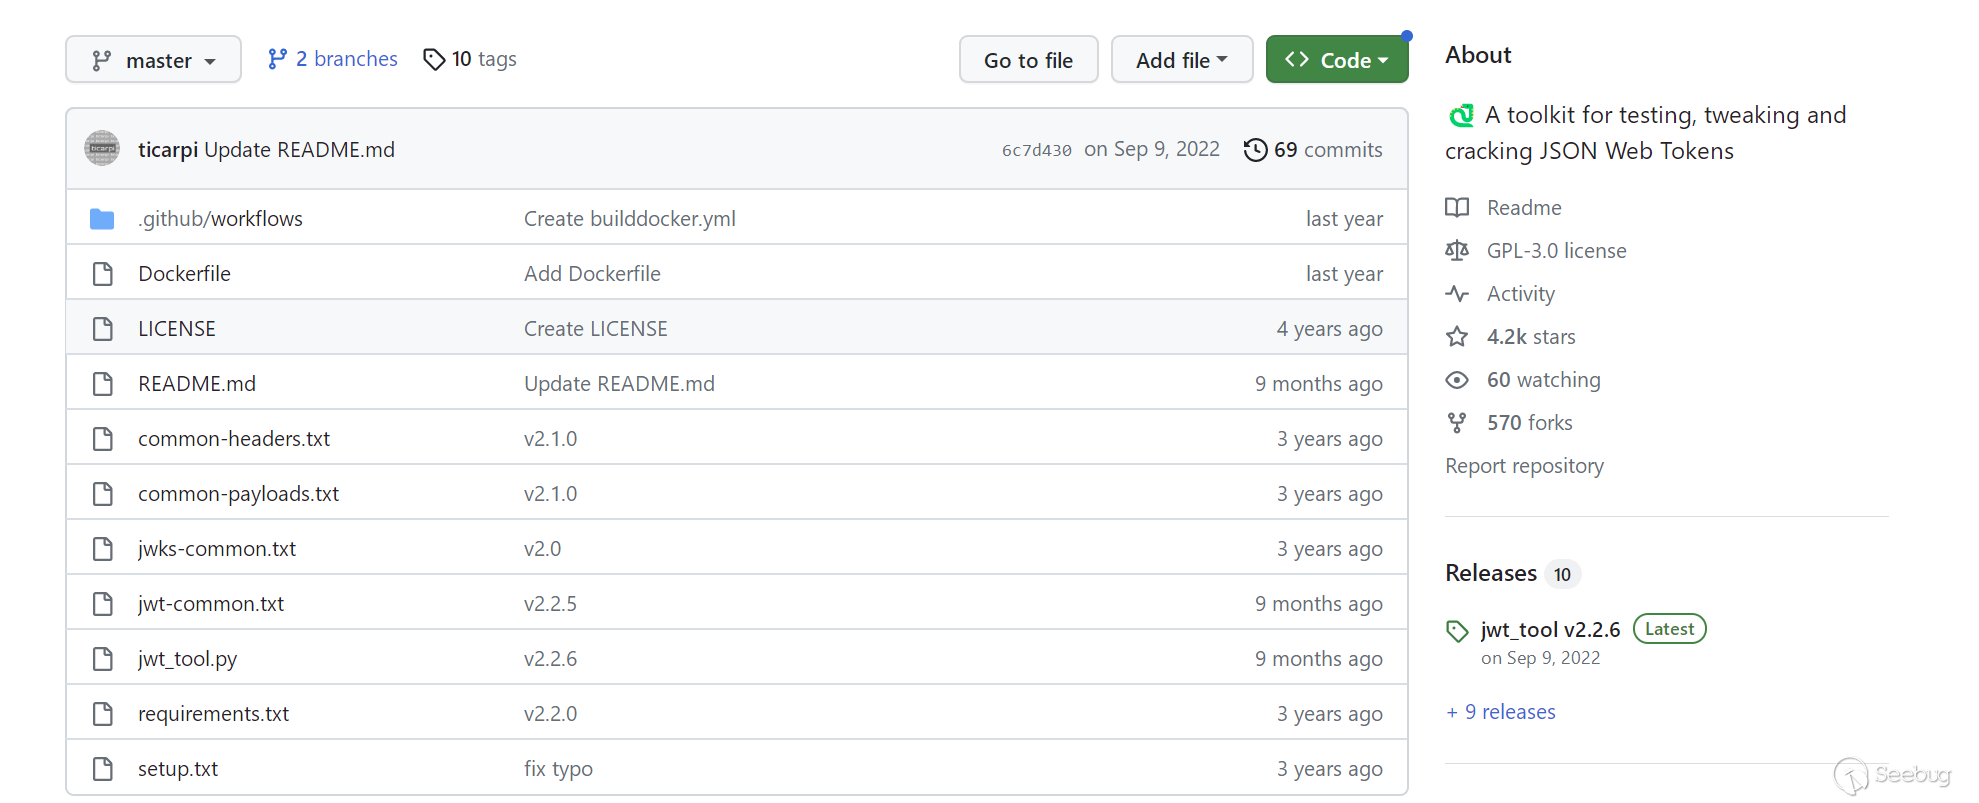 master
2 branches
10 tags
Go to file
Add file
Code
ticarpi
ticarpi Update README.md
6c7d430 on Sep 9, 2022
69 commits
.github/workflows Create builddocker.yml last year
Dockerfile Add Dockerfile last year
LICENSE Create LICENSE 4 years ago
README.md Update README.md 9 months ago
common-headers.txt v2.1.0 3 years ago
common-payloads.txt v2.1.0 3 years ago
jwks-common.txt v2.0 3 years ago
jwt-common.txt v2.2.5 9 months ago
jwt_tool.py v2.2.6 9 months ago
requirements.txt v2.2.0 3 years ago
setup.txt fix typo 3 years ago
About
A toolkit for testing, tweaking and
cracking JSON Web Tokens
Readme
GPL-3.0 license
Activity
4.2k stars
60 watching
570 forks
Report repository
Releases 10
jwt_tool v2.2.6 Latest
on Sep 9, 2022
+ 9 releases
Seebug